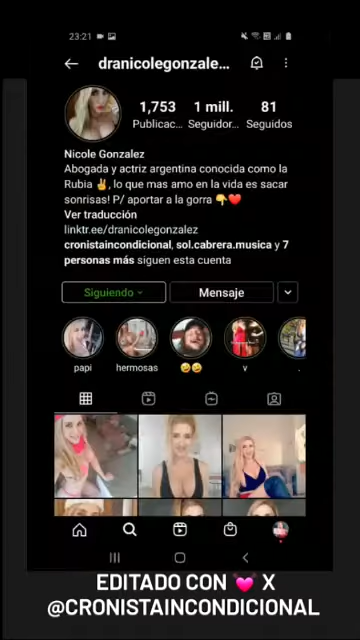 23:21
dranicolegonzale...
1,753 1 mill. 81
Publicac... Seguidor... Seguidos
Nicole Gonzalez
Abogada y actriz argentina conocida como la
Rubia ✌️, lo que mas amo en la vida es sacar
sonrisas! P/ aportar a la gorra 👇❤️
Ver traducción
linktr.ee/dranicolegonzalez
cronistaincondicional, sol.cabrera.musica y 7
personas más siguen esta cuenta
Siguiendo Mensaje
papi hermosas 🤣🤣 v .
EDITADO CON 💓 X
@CRONISTAINCONDICIONAL